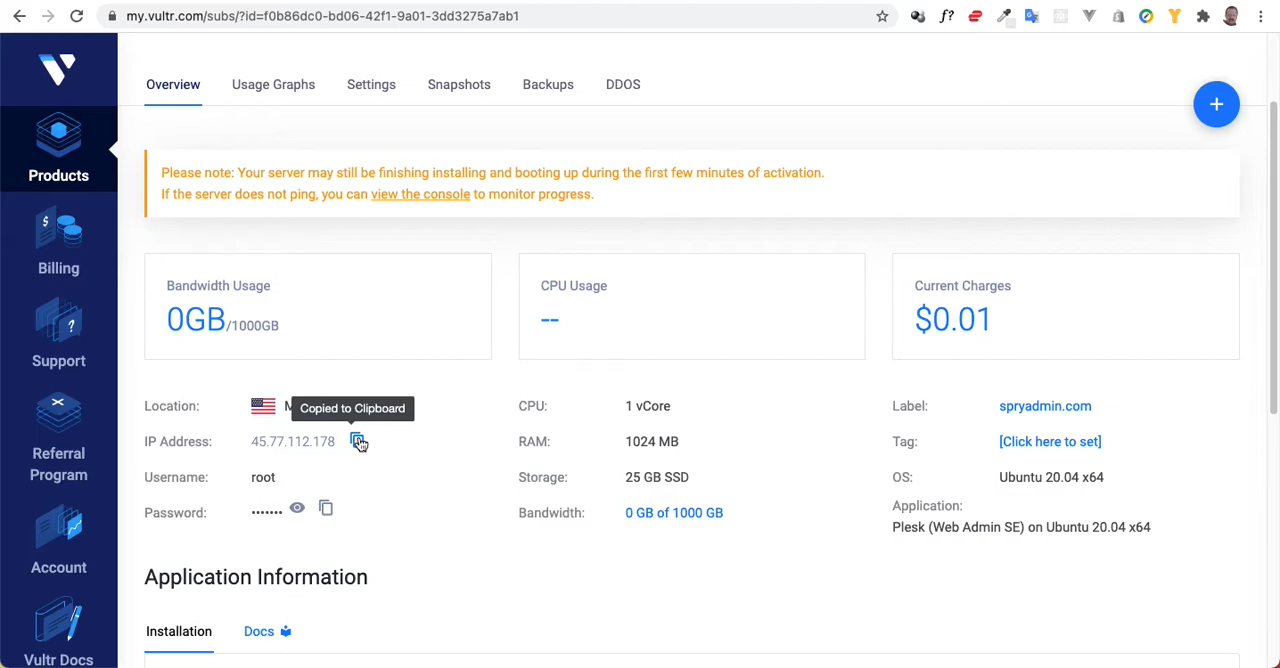 my.vultr.com/subs/?id=f0b86dc0-bd06-42f1-9a01-3dd3275a7ab1
Overview
Usage Graphs
Settings
Snapshots
Backups
DDOS
+
Products
Billing
Support
Referral
Program
Account
Vultr Docs
Please note: Your server may still be finishing installing and booting up during the first few minutes of activation.
If the server does not ping, you can view the console to monitor progress.
Bandwidth Usage
0GB/1000GB
CPU Usage
--
Current Charges
$0.01
Location:
Copied to Clipboard
IP Address: 45.77.112.178
Username: root
Password: •••••••
CPU: 1 vCore
RAM: 1024 MB
Storage: 25 GB SSD
Bandwidth: 0 GB of 1000 GB
Label: spryadmin.com
Tag: [Click here to set]
OS: Ubuntu 20.04 x64
Application:
Plesk (Web Admin SE) on Ubuntu 20.04 x64
Application Information
Installation
Docs